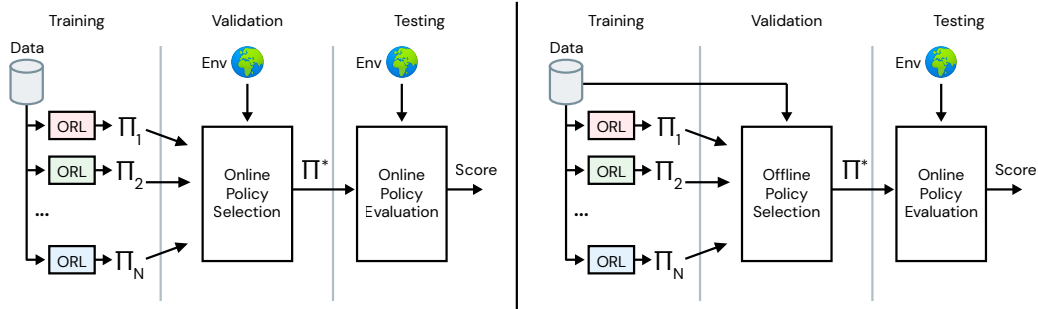 Training
Validation
Testing
Data
Env
Env
ORL
Π1
ORL
Π2
...
ORL
ΠN
Online
Policy
Selection
Π*
Online
Policy
Evaluation
Score
Training
Validation
Testing
Data
Env
ORL
Π1
ORL
Π2
...
ORL
ΠN
Offline
Policy
Selection
Π*
Online
Policy
Evaluation
Score